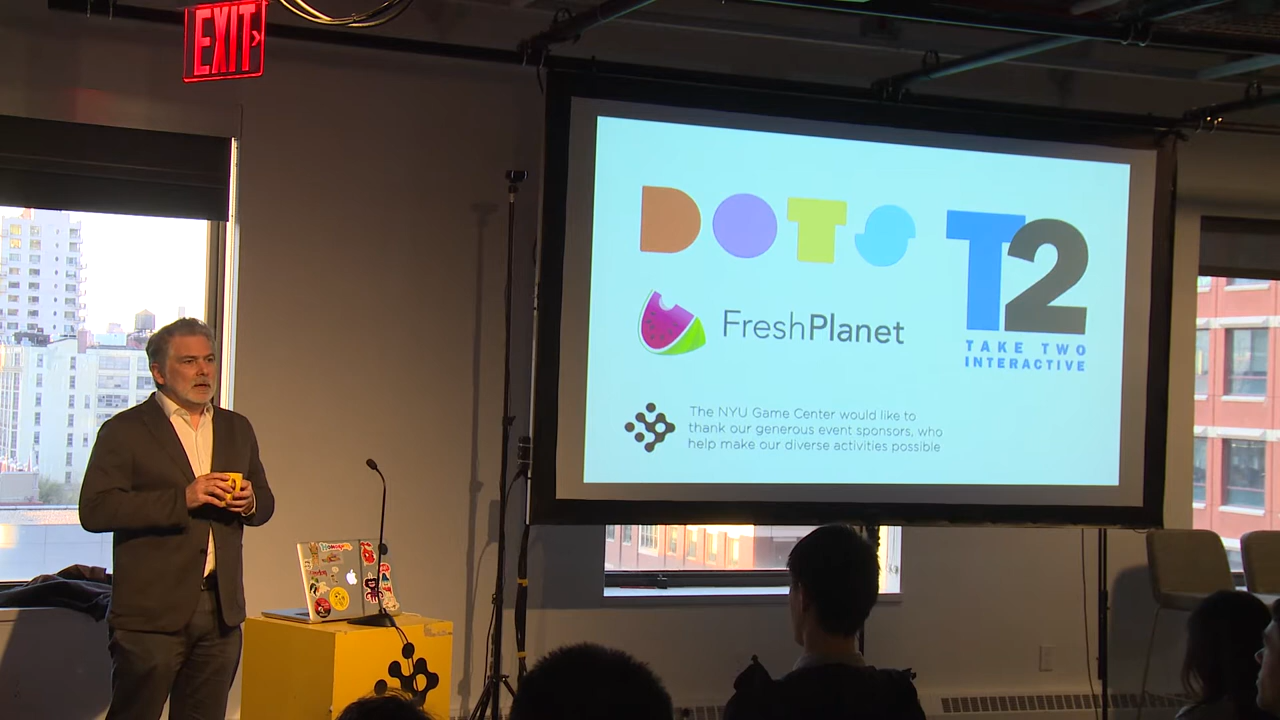 EXIT
DOTS
T2
TAKE TWO
INTERACTIVE
FreshPlanet
The NYU Game Center would like to
thank our generous event sponsors, who
help make our diverse activities possible